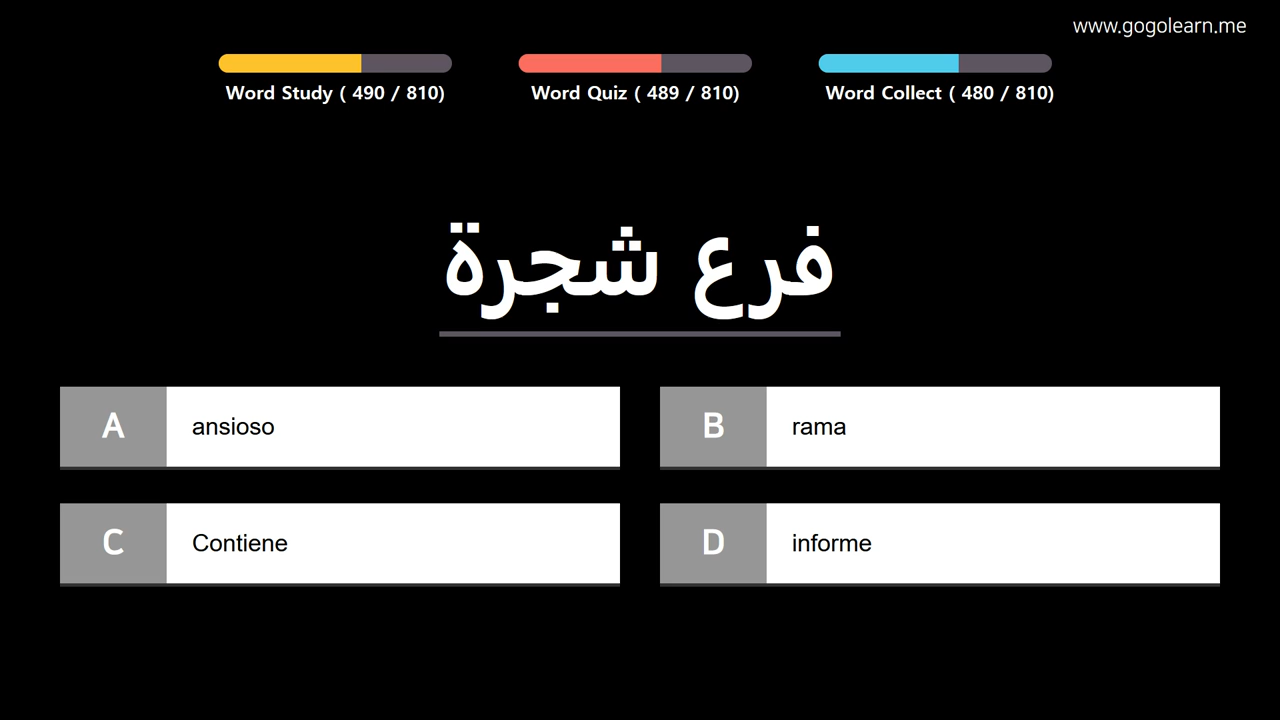 www.gogolearn.me
Word Study ( 490 / 810)
Word Quiz ( 489 / 810)
Word Collect ( 480 / 810)
فرع شجرة
A ansioso
B rama
C Contiene
D informe